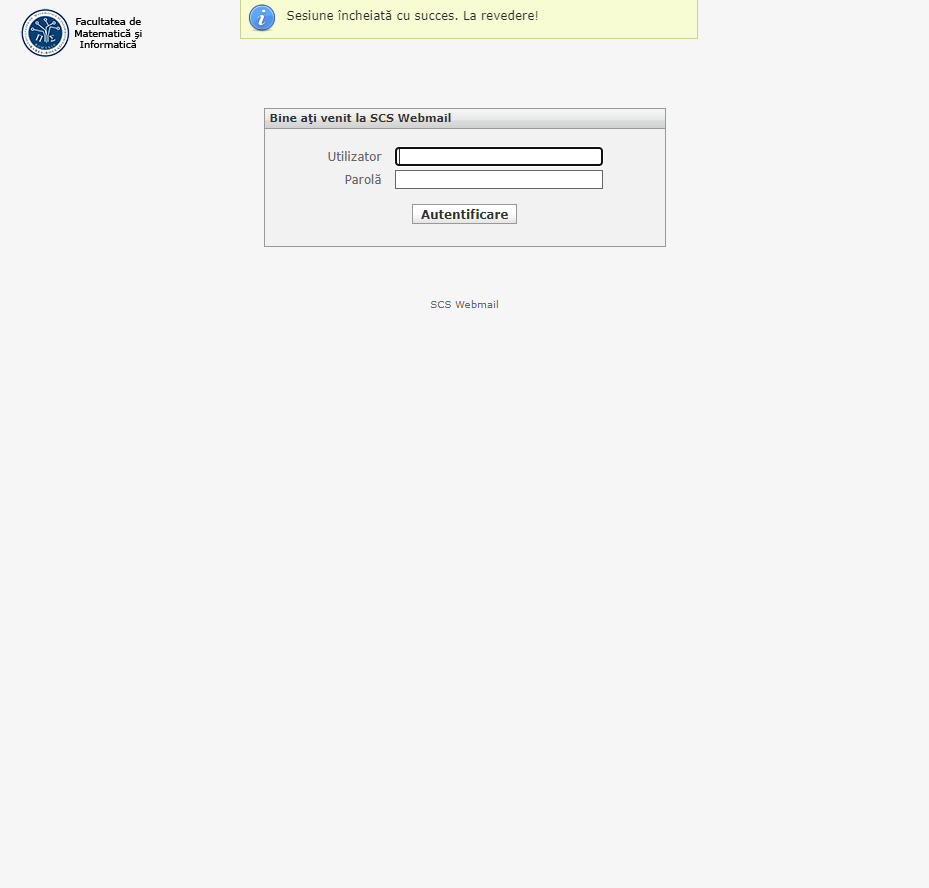 Facultatea de
Matematică şi
Informatică
Sesiune încheiată cu succes. La revedere!
Bine aţi venit la SCS Webmail
Utilizator
Parolă
Autentificare
SCS Webmail